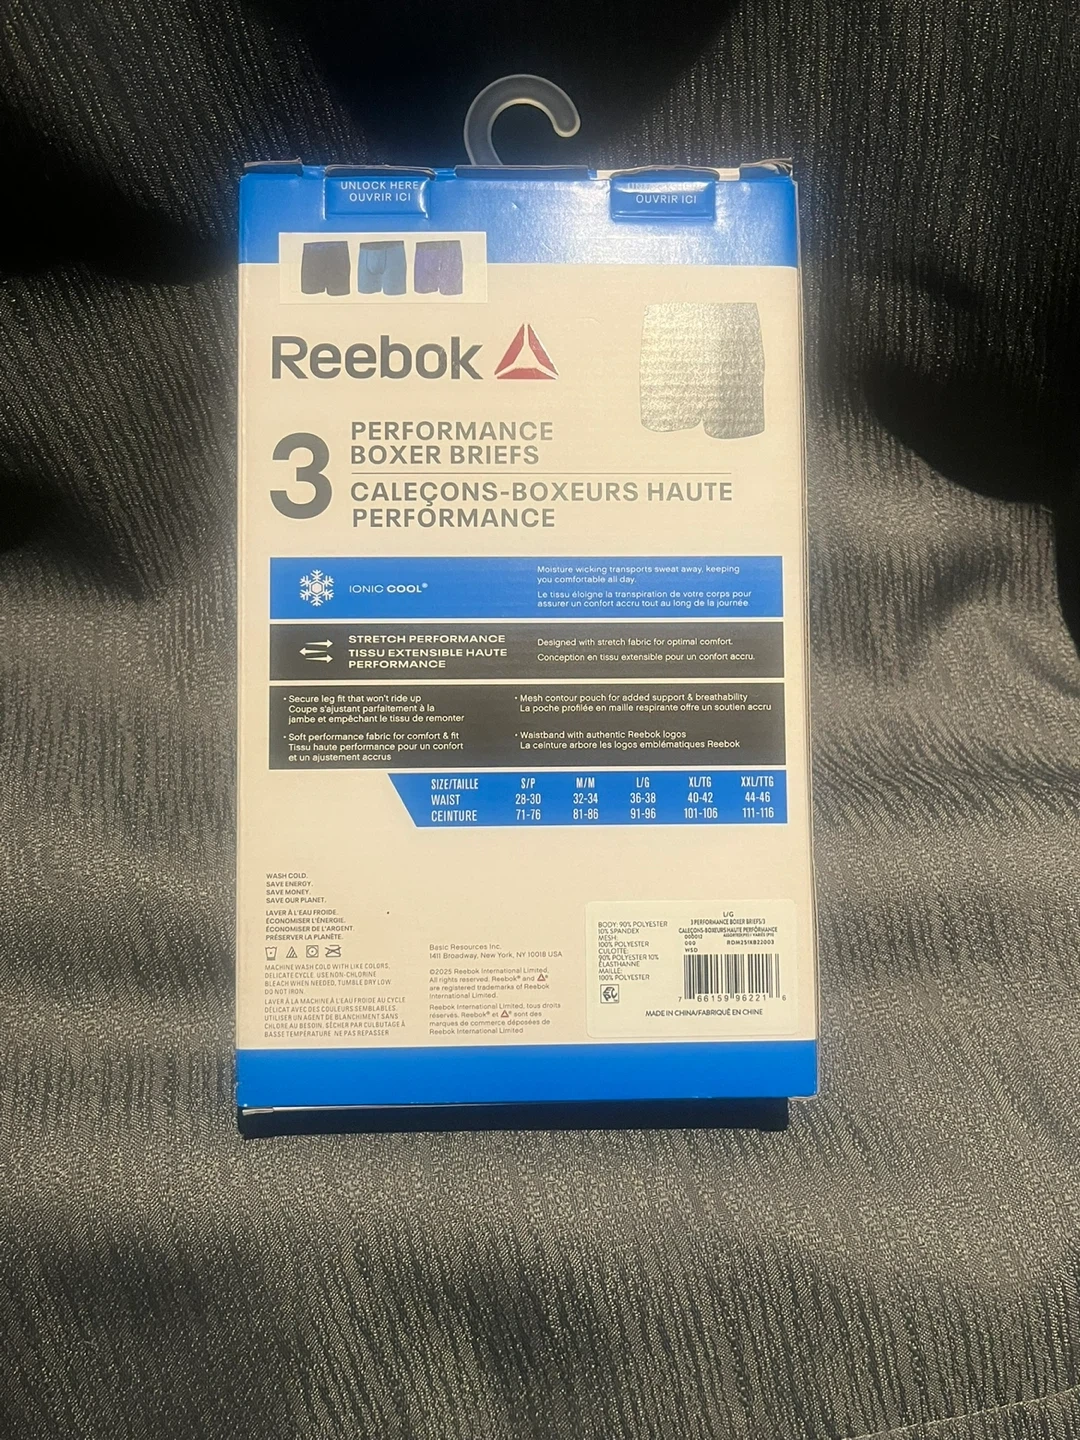 UNLOCK HERE
OUVRIR ICI
OUVRIR ICI
Reebok
3
PERFORMANCE
BOXER BRIEFS
CALEÇONS-BOXEURS HAUTE
PERFORMANCE
IONIC COOL®
Moisture wicking transports sweat away, keeping
you comfortable all day.
Le tissu éloigne la transpiration de votre corps pour
assurer un confort accru tout au long de la journée
STRETCH PERFORMANCE
TISSU EXTENSIBLE HAUTE
PERFORMANCE
Designed with stretch fabric for optimal comfort.
Conception en tissu extensible pour un confort accru.
• Secure leg fit that won't ride up
Coupe s'ajustant parfaitement à la
jambe et empêchant le tissu de remonter
• Soft performance fabric for comfort & fit
Tissu haute performance pour un confort
et un ajustement accrus
• Mesh contour pouch for added support & breathability
La poche profilée en maille respirante offre un soutien accru
• Waistband with authentic Reebok logos
La ceinture arbore les logos emblématiques Reebok
SIZE/TAILLE S/P M/M L/G XL/TG XXL/TTG
WAIST 28-30 32-34 36-38 40-42 44-46
CEINTURE 71-76 81-86 91-96 101-106 111-116
WASH COLD.
SAVE ENERGY.
SAVE MONEY.
SAVE OUR PLANET.
LAVER À L'EAU FROIDE.
ÉCONOMISER L'ÉNERGIE.
ÉCONOMISER DE L'ARGENT.
PRÉSERVER LA PLANÈTE.
MACHINE WASH COLD WITH LIKE COLORS,
DELICATE CYCLE. USE NON-CHLORINE
BLEACH WHEN NEEDED, TUMBLE DRY LOW
DO NOT IRON.
LAVER À LA MACHINE À L'EAU FROIDE AU CYCLE
DÉLICAT AVEC DES COULEURS SEMBLABLES.
UTILISER UN AGENT DE BLANCHIMENT SANS
CHLORE AU BESOIN. SÉCHER PAR CULBUTAGE À
BASSE TEMPÉRATURE. NE PAS REPASSER
Basic Resources Inc.
1411 Broadway, New York, NY 10018 USA
©2025 Reebok International Limited.
All rights reserved. Reebok® and ®
are registered trademarks of Reebok
International Limited.
Reebok International Limited, tous droits
réservés. Reebok® et ® sont des
marques de commerce déposées de
Reebok International Limited
BODY: 90% POLYESTER
10% SPANDEX
MESH:
100% POLYESTER
CULOTTE:
90% POLYESTER 10%
ÉLASTHANNE
MAILLE:
100% POLYESTER
L/G
3 PERFORMANCE BOXER BRIEFS/3
CALEÇONS-BOXEURS HAUTE PERFORMANCE
000
WSD
RDM251KB22003
7 66159 96221 6
MADE IN CHINA/FABRIQUÉ EN CHINE